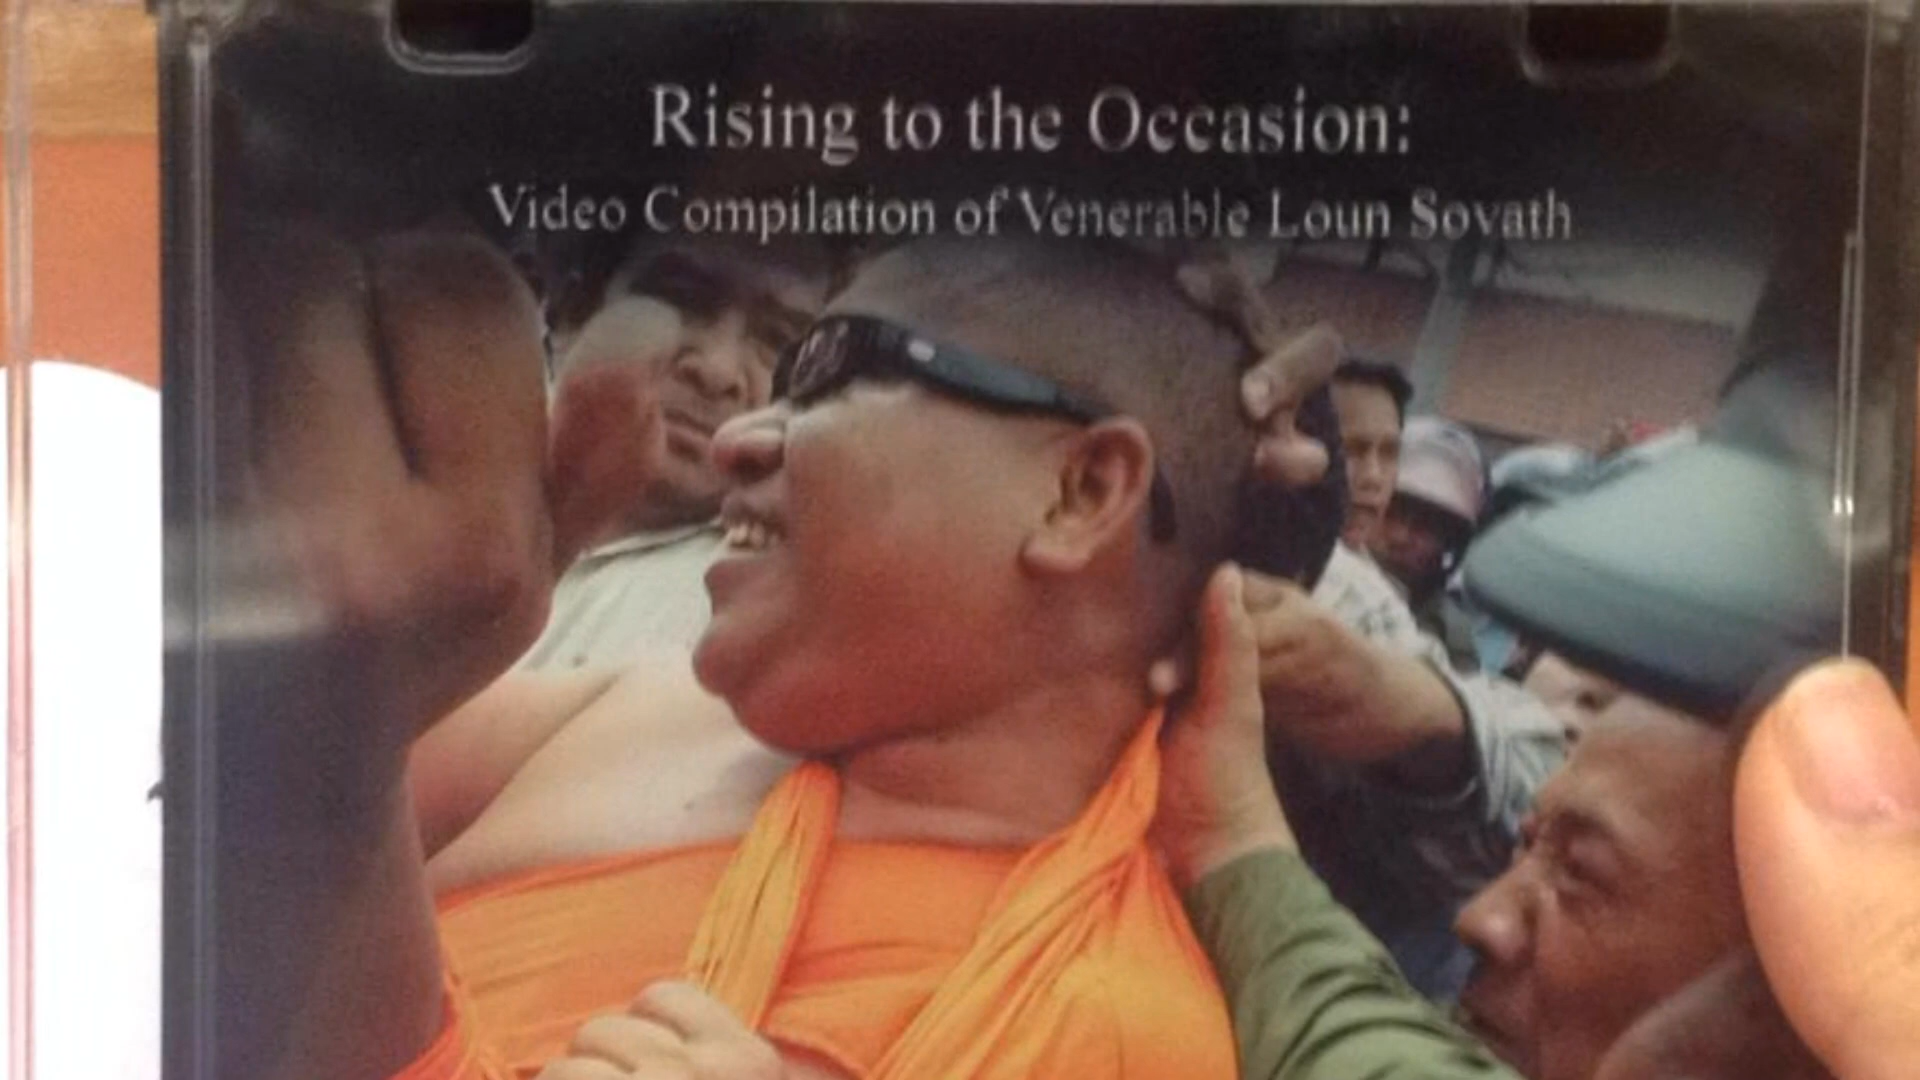 Rising to the Occasion:
Video Compilation of Venerable Loun Sovath